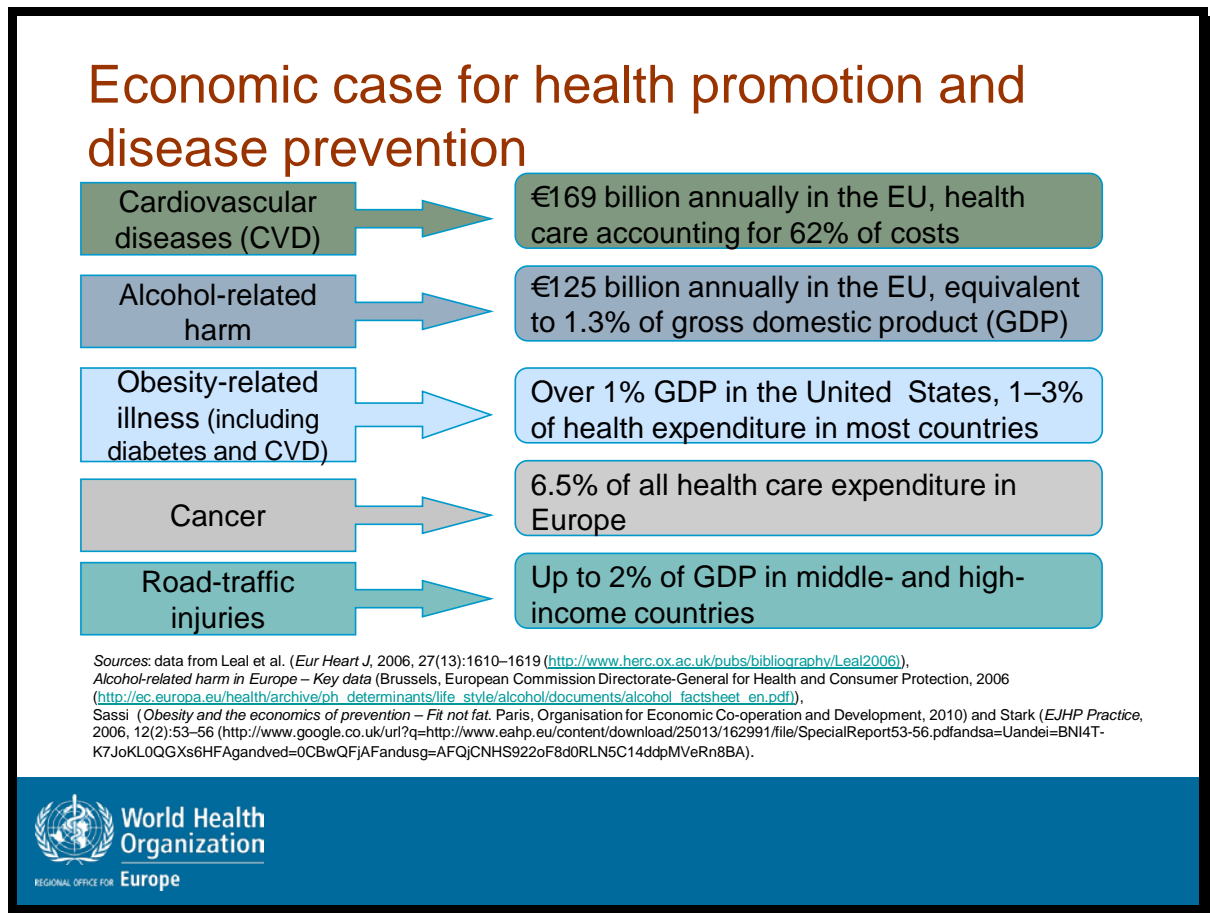 Economic case for health promotion and
disease prevention
Cardiovascular
diseases (CVD)
€169 billion annually in the EU, health
care accounting for 62% of costs
Alcohol-related
harm
€125 billion annually in the EU, equivalent
to 1.3% of gross domestic product (GDP)
Obesity-related
illness (including
diabetes and CVD)
Over 1% GDP in the United States, 1–3%
of health expenditure in most countries
Cancer
6.5% of all health care expenditure in
Europe
Road-traffic
injuries
Up to 2% of GDP in middle- and high-
income countries
Sources: data from Leal et al. (Eur Heart J, 2006, 27(13):1610–1619 (http://www.herc.ox.ac.uk/pubs/bibliography/Leal2006)),
Alcohol-related harm in Europe – Key data (Brussels, European Commission Directorate-General for Health and Consumer Protection, 2006
(http://ec.europa.eu/health/archive/ph_determinants/life_style/alcohol/documents/alcohol_factsheet_en.pdf)),
Sassi (Obesity and the economics of prevention – Fit not fat. Paris, Organisation for Economic Co-operation and Development, 2010) and Stark (EJHP Practice,
2006, 12(2):53–56 (http://www.google.co.uk/url?q=http://www.eahp.eu/content/download/25013/162991/file/SpecialReport53-56.pdfandsa=Uandei=BNI4T-
K7JoKL0QGXs6HFAgandved=0CBwQFjAFandusg=AFQjCNHS922oF8d0RLN5C14ddpMVeRn8BA).
World Health
Organization
REGIONAL OFFICE FOR Europe